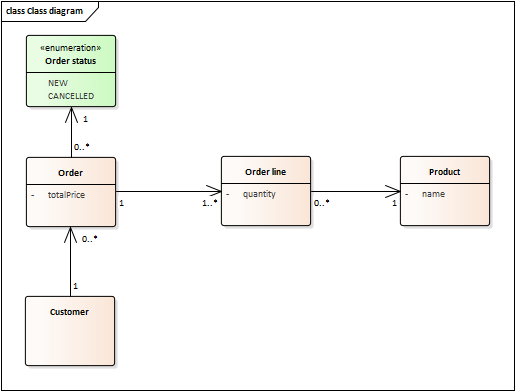 class Class diagram
«enumeration»
Order status
NEW
CANCELLED
1
0..*
Order
- totalPrice
1
1..*
Order line
- quantity
0..*
1
Product
- name
0..*
1
Customer